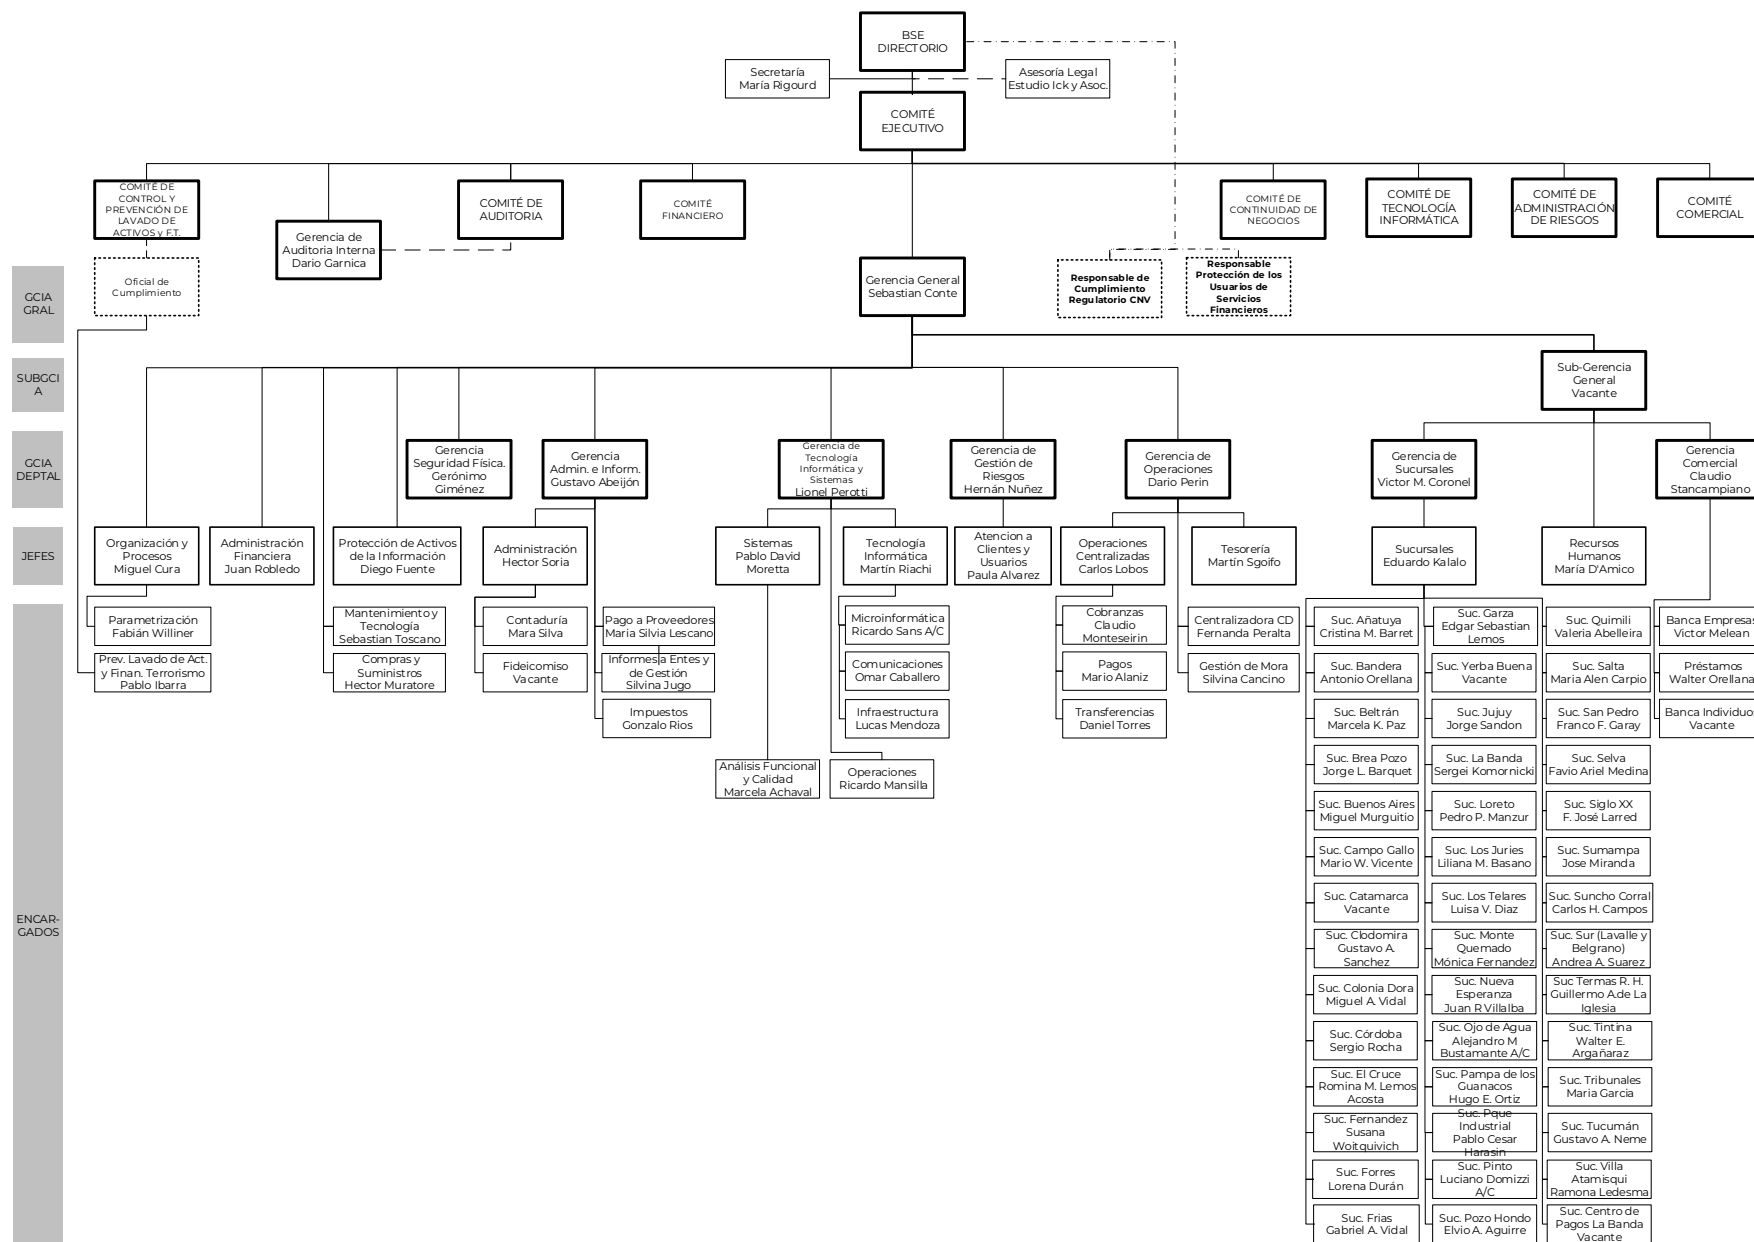 BSE
DIRECTORIO
Secretaría
María Rigourd
Asesoría Legal
Estudio Ick y Asoc.
COMITÉ
EJECUTIVO
COMITÉ DE
CONTROL Y
PREVENCIÓN DE
LAVADO DE
ACTIVOS y F.T.
Gerencia de
Auditoria Interna
Dario Garnica
COMITÉ DE
AUDITORIA
COMITÉ
FINANCIERO
COMITÉ DE
CONTINUIDAD DE
NEGOCIOS
COMITÉ DE
TECNOLOGÍA
INFORMÁTICA
COMITÉ DE
ADMINISTRACIÓN
DE RIESGOS
COMITÉ
COMERCIAL
GCIA
GRAL
Oficial de
Cumplimiento
Gerencia General
Sebastian Conte
Responsable de
Cumplimiento
Regulatorio CNV
Responsable
Protección de los
Usuarios de
Servicios
Financieros
SUBGCI
A
Sub-Gerencia
General
Vacante
GCIA
DEPTAL
Gerencia
Seguridad Física.
Gerónimo
Giménez
Gerencia
Admin. e Inform.
Gustavo Abeijón
Gerencia de
Tecnología
Informática y
Sistemas
Lionel Perotti
Gerencia de
Gestión de
Riesgos
Hernán Nuñez
Gerencia de
Operaciones
Dario Perin
Gerencia de
Sucursales
Victor M. Coronel
Gerencia
Comercial
Claudio
Stancampiano
JEFES
Organización y
Procesos
Miguel Cura
Administración
Financiera
Juan Robledo
Protección de Activos
de la Información
Diego Fuente
Administración
Hector Soria
Sistemas
Pablo David
Moretta
Tecnología
Informática
Martín Riachi
Atencion a
Clientes y
Usuarios
Paula Alvarez
Operaciones
Centralizadas
Carlos Lobos
Tesorería
Martín Sgoifo
Sucursales
Eduardo Kalalo
Recursos
Humanos
María D'Amico
ENCAR-
GADOS
Parametrización
Fabián Williner
Prev. Lavado de Act.
y Finan. Terrorismo
Pablo Ibarra
Mantenimiento y
Tecnología
Sebastian Toscano
Compras y
Suministros
Hector Muratore
Contaduría
Mara Silva
Fideicomiso
Vacante
Pago a Proveedores
Maria Silvia Lescano
Informes a Entes y
de Gestión
Silvina Jugo
Impuestos
Gonzalo Rios
Análisis Funcional
y Calidad
Marcela Achaval
Microinformática
Ricardo Sans A/C
Comunicaciones
Omar Caballero
Infraestructura
Lucas Mendoza
Operaciones
Ricardo Mansilla
Cobranzas
Claudio
Monteseirin
Pagos
Mario Alaniz
Transferencias
Daniel Torres
Centralizadora CD
Fernanda Peralta
Gestión de Mora
Silvina Cancino
Suc. Añatuya
Cristina M. Barret
Suc. Bandera
Antonio Orellana
Suc. Beltrán
Marcela K. Paz
Suc. Brea Pozo
Jorge L. Barquet
Suc. Buenos Aires
Miguel Murguitio
Suc. Campo Gallo
Mario W. Vicente
Suc. Catamarca
Vacante
Suc. Clodomira
Gustavo A.
Sanchez
Suc. Colonia Dora
Miguel A. Vidal
Suc. Córdoba
Sergio Rocha
Suc. El Cruce
Romina M. Lemos
Acosta
Suc. Fernandez
Susana
Woitquivich
Suc. Forres
Lorena Durán
Suc. Frias
Gabriel A. Vidal
Suc. Garza
Edgar Sebastian
Lemos
Suc. Yerba Buena
Vacante
Suc. Jujuy
Jorge Sandon
Suc. La Banda
Sergei Komornicki
Suc. Loreto
Pedro P. Manzur
Suc. Los Juries
Liliana M. Basano
Suc. Los Telares
Luisa V. Diaz
Suc. Monte
Quemado
Mónica Fernandez
Suc. Nueva
Esperanza
Juan R Villalba
Suc. Ojo de Agua
Alejandro M
Bustamante A/C
Suc. Pampa de los
Guanacos
Hugo E. Ortiz
Suc. Pque
Industrial
Pablo Cesar
Harasin
Suc. Pinto
Luciano Domizzi
A/C
Suc. Pozo Hondo
Elvio A. Aguirre
Suc. Quimili
Valeria Abelleira
Suc. Salta
Maria Alen Carpio
Suc. San Pedro
Franco F. Garay
Suc. Selva
Favio Ariel Medina
Suc. Siglo XX
F. José Larred
Suc. Sumampa
Jose Miranda
Suc. Suncho Corral
Carlos H. Campos
Suc. Sur (Lavalle y
Belgrano)
Andrea A. Suarez
Suc Termas R. H.
Guillermo A.de La
Iglesia
Suc. Tintina
Walter E.
Argañaraz
Suc. Tribunales
Maria Garcia
Suc. Tucumán
Gustavo A. Neme
Suc. Villa
Atamisqui
Ramona Ledesma
Suc. Centro de
Pagos La Banda
Vacante
Banca Empresas
Victor Melean
Préstamos
Walter Orellana
Banca Individuos
Vacante